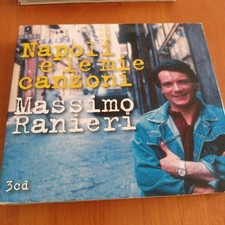 Napoli
e le mie
canzoni
Massimo
Ranieri
3cd